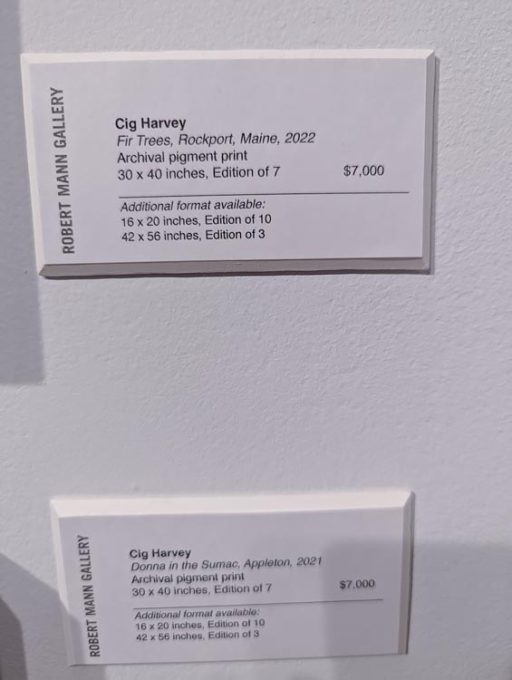 ROBERT MANN GALLERY
Cig Harvey
Fir Trees, Rockport, Maine, 2022
Archival pigment print
30 x 40 inches, Edition of 7 $7,000
Additional format available:
16 x 20 inches, Edition of 10
42 x 56 inches, Edition of 3
ROBERT MANN GALLERY
Cig Harvey
Donna in the Sumac, Appleton, 2021
Archival pigment print
30 x 40 inches, Edition of 7 $7,000
Additional format available:
16 x 20 inches, Edition of 10
42 x 56 inches, Edition of 3